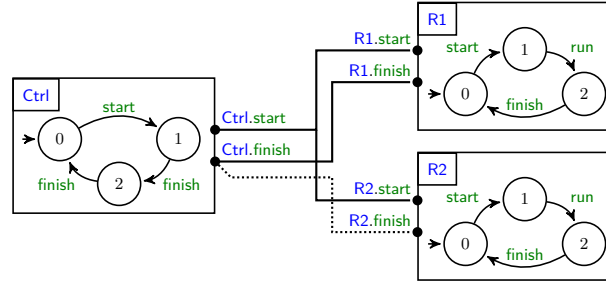 Ctrl
start
0
1
2
finish
finish
Ctrl.start
Ctrl.finish
R1.start
R1.finish
R2.start
R2.finish
R1
start
1
run
0
2
finish
R2
start
1
run
0
2
finish